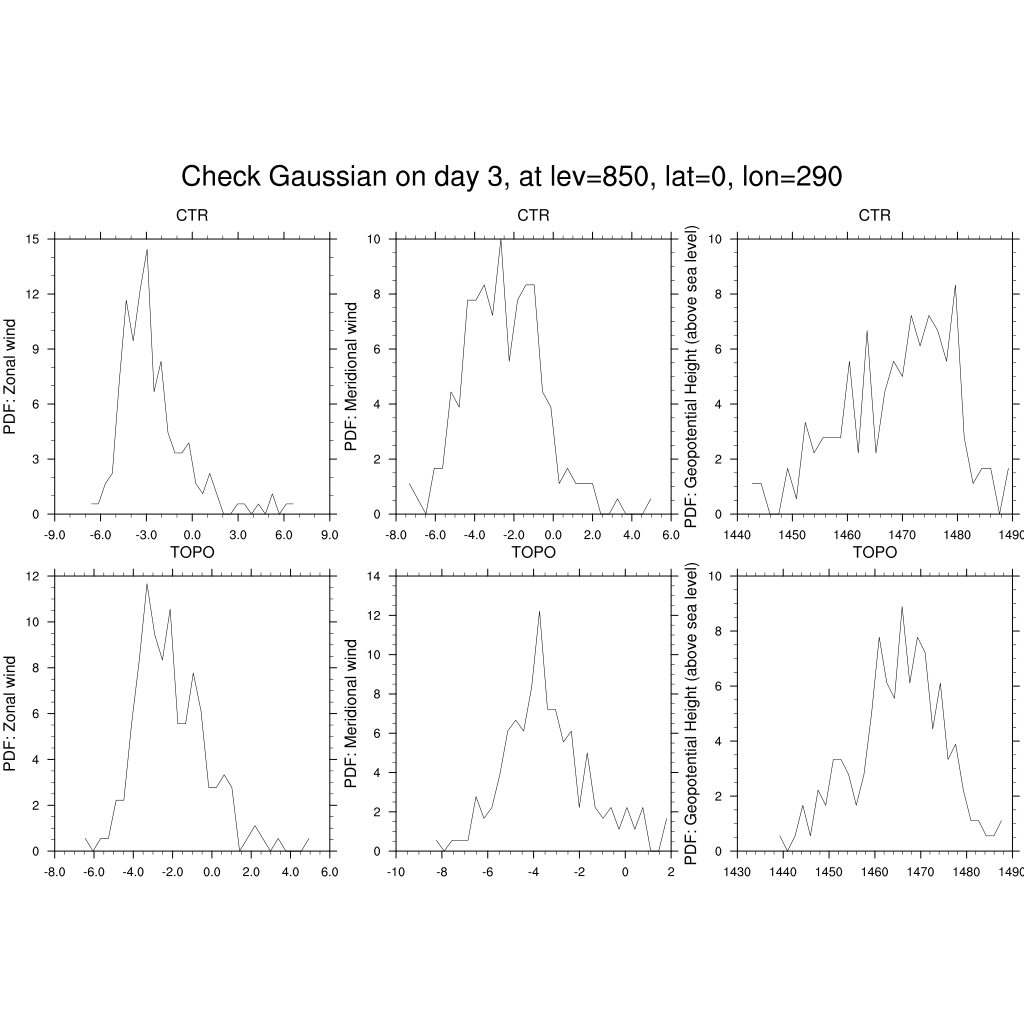 Check Gaussian on day 3, at lev=850, lat=0, lon=290
CTR
CTR
CTR
PDF: Zonal wind
15
12
9
6
3
0
-9.0 -6.0 -3.0 0.0 3.0 6.0 9.0
PDF: Meridional wind
10
8
6
4
2
0
-8.0 -6.0 -4.0 -2.0 0.0 2.0 4.0 6.0
PDF: Geopotential Height (above sea level)
10
8
6
4
2
0
1440 1450 1460 1470 1480 1490
TOPO
TOPO
TOPO
PDF: Zonal wind
12
10
8
6
4
2
0
-8.0 -6.0 -4.0 -2.0 0.0 2.0 4.0 6.0
PDF: Meridional wind
14
12
10
8
6
4
2
0
-10 -8 -6 -4 -2 0 2
PDF: Geopotential Height (above sea level)
10
8
6
4
2
0
1430 1440 1450 1460 1470 1480 1490